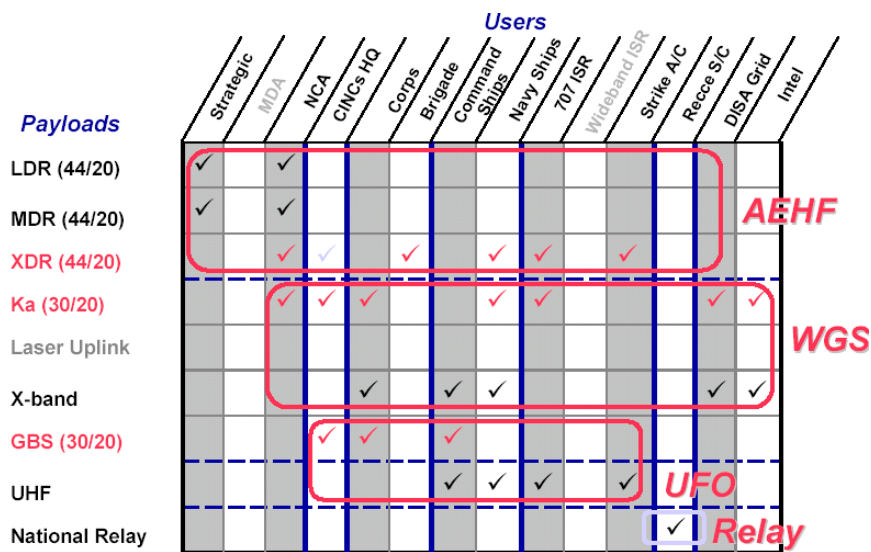 Users
Strategic
MDA
NCA
CINCs HQ
Corps
Brigade
Command
Ships
Navy Ships
707 ISR
Wideband ISR
Strike A/C
Recce S/C
DISA Grid
Intel
Payloads
LDR (44/20)
MDR (44/20)
AEHF
XDR (44/20)
Ka (30/20)
Laser Uplink
WGS
X-band
GBS (30/20)
UHF
UFO
National Relay
Relay